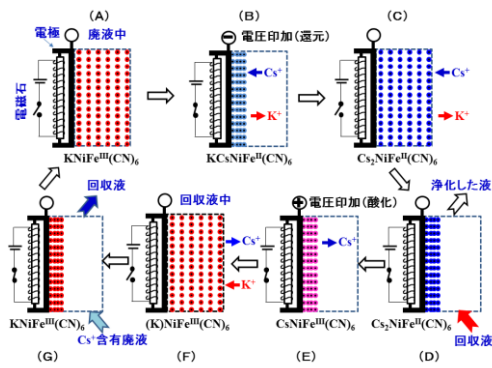 (A)
(B)
(C)
電極
廃液中
電圧印加(還元)
Cs⁺
K⁺
Cs⁺
K⁺
電磁石
KNiFeᴵᴵᴵ(CN)₆
KCsNiFeᴵᴵ(CN)₆
Cs₂NiFeᴵᴵ(CN)₆
回収液
回収液中
電圧印加(酸化)
浄化した液
Cs⁺
K⁺
Cs⁺
KNiFeᴵᴵᴵ(CN)₆
(K)NiFeᴵᴵᴵ(CN)₆
CsNiFeᴵᴵᴵ(CN)₆
Cs₂NiFeᴵᴵ(CN)₆
Cs⁺含有廃液
回収液
(G)
(F)
(E)
(D)